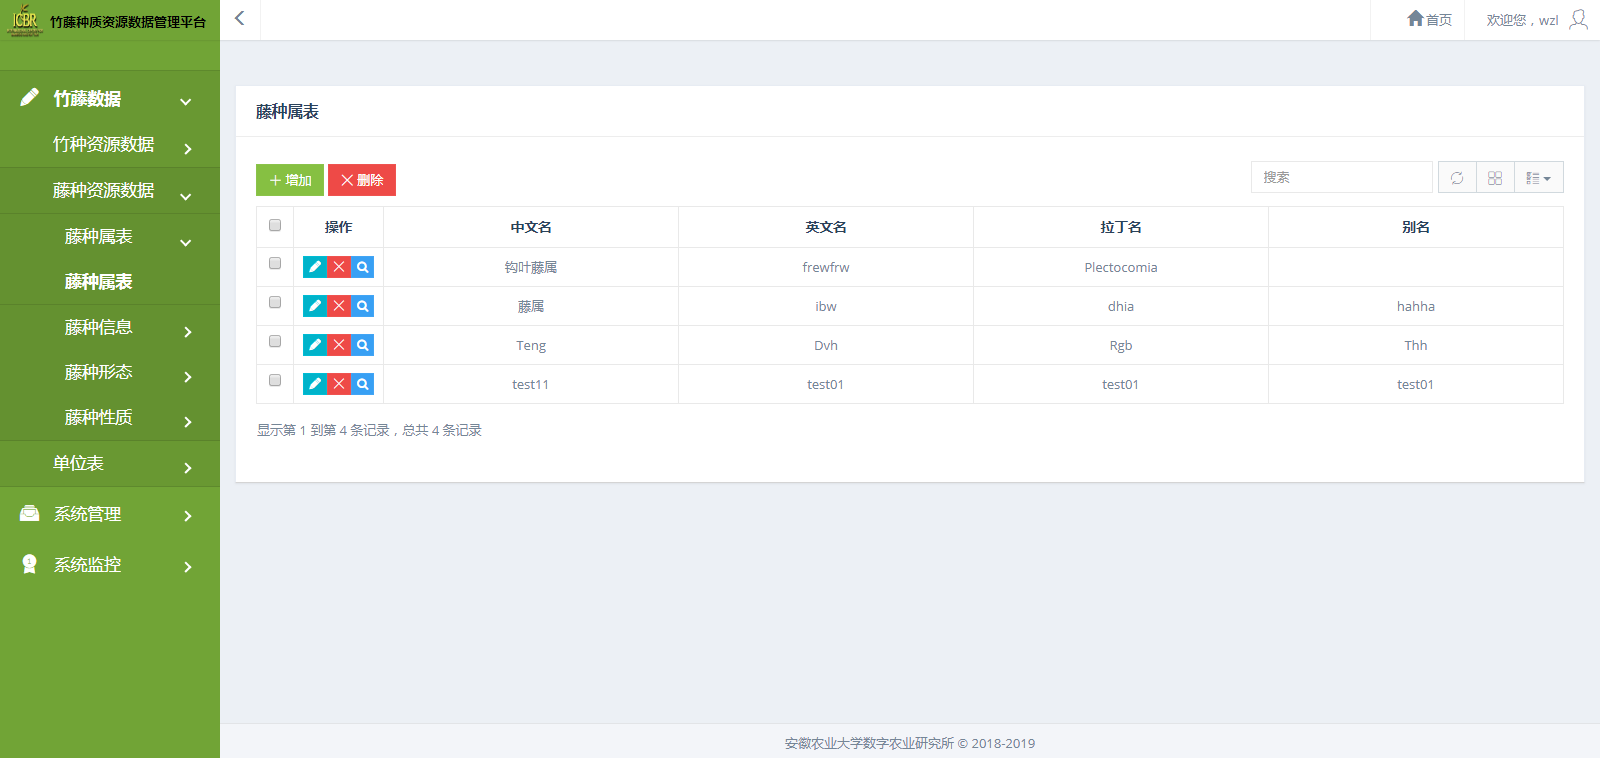 ICBR 竹藤种质资源数据管理平台
首页
欢迎您，wzl
竹藤数据
竹种资源数据
藤种资源数据
藤种属表
藤种属表
藤种信息
藤种形态
藤种性质
单位表
系统管理
系统监控
藤种属表
增加 删除
搜索
操作 中文名 英文名 拉丁名 别名
钩叶藤属 frewfrw Plectocomia
藤属 ibw dhia hahha
Teng Dvh Rgb Thh
test11 test01 test01 test01
显示第 1 到第 4 条记录，总共 4 条记录
安徽农业大学数字农业研究所 © 2018-2019